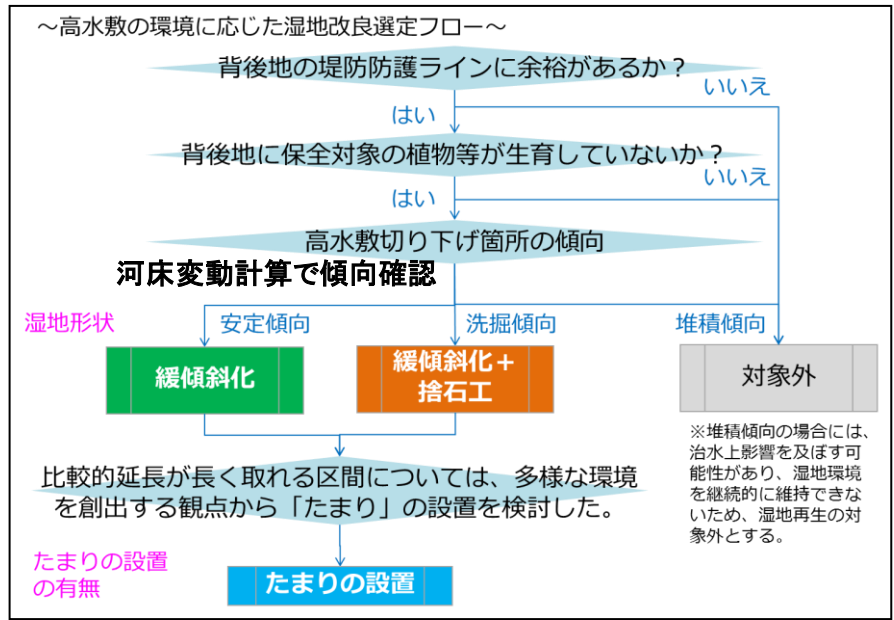 ～高水敷の環境に応じた湿地改良選定フロー～
背後地の堤防防護ラインに余裕があるか？
いいえ
はい
背後地に保全対象の植物等が生育していないか？
いいえ
はい
高水敷切り下げ箇所の傾向
河床変動計算で傾向確認
湿地形状
安定傾向
洗掘傾向
堆積傾向
緩傾斜化
緩傾斜化＋
捨石工
対象外
※堆積傾向の場合には、
治水上影響を及ぼす可
能性があり、湿地環境
を継続的に維持できな
いため、湿地再生の対
象外とする。
比較的延長が長く取れる区間については、多様な環境
を創出する観点から「たまり」の設置を検討した。
たまりの設置
の有無
たまりの設置